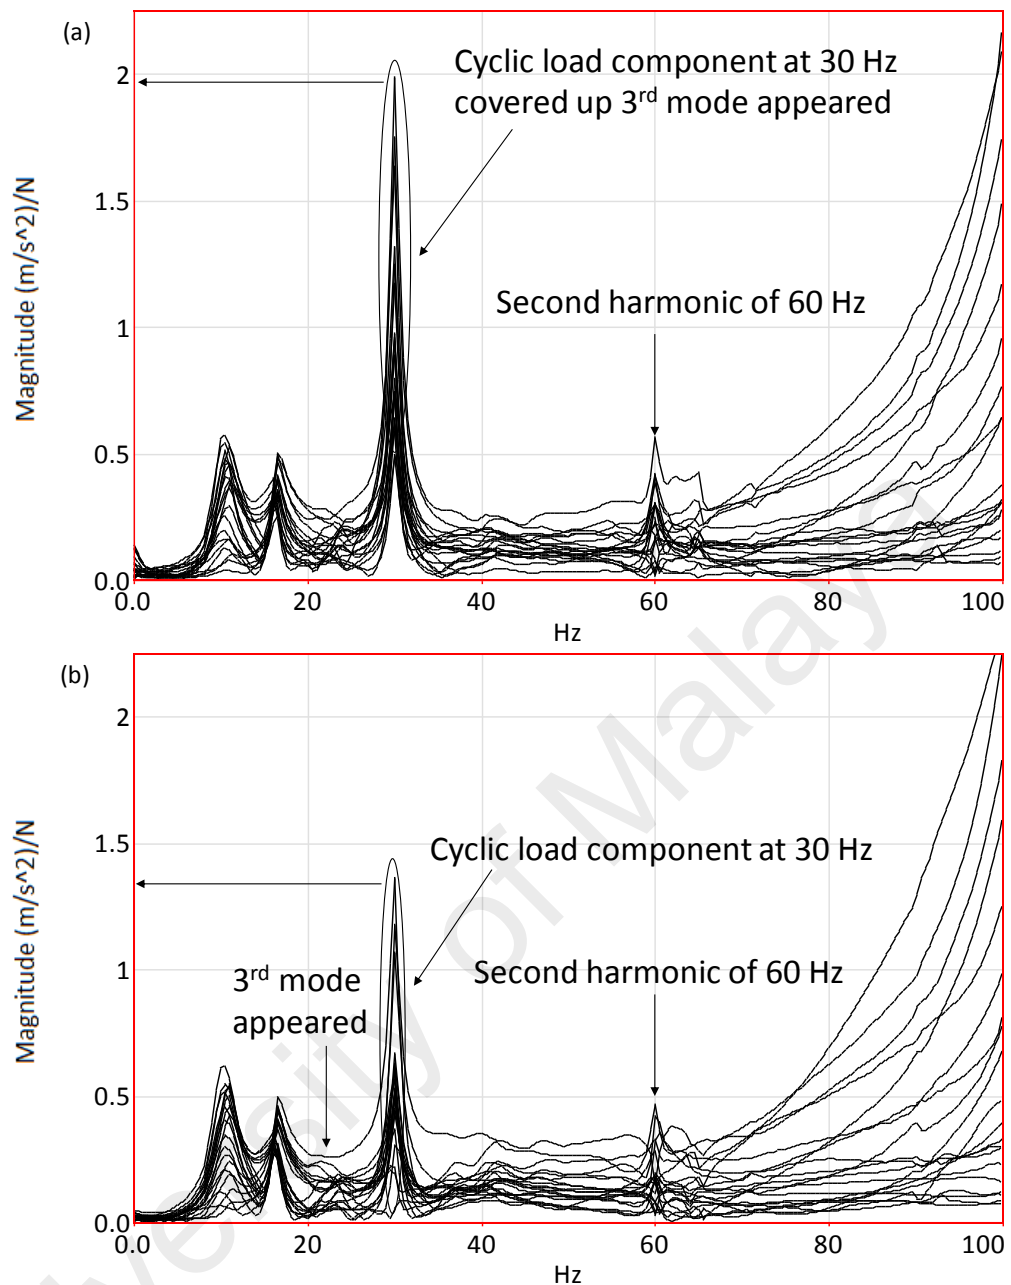 (a)
Cyclic load component at 30 Hz
covered up 3rd mode appeared
Second harmonic of 60 Hz
Magnitude (m/s^2)/N
2
1.5
1
0.5
0.0
0.0 20 40 60 80 100
Hz
(b)
Cyclic load component at 30 Hz
3rd mode
appeared
Second harmonic of 60 Hz
Magnitude (m/s^2)/N
2
1.5
1
0.5
0.0
0.0 20 40 60 80 100
Hz
University of Malaya